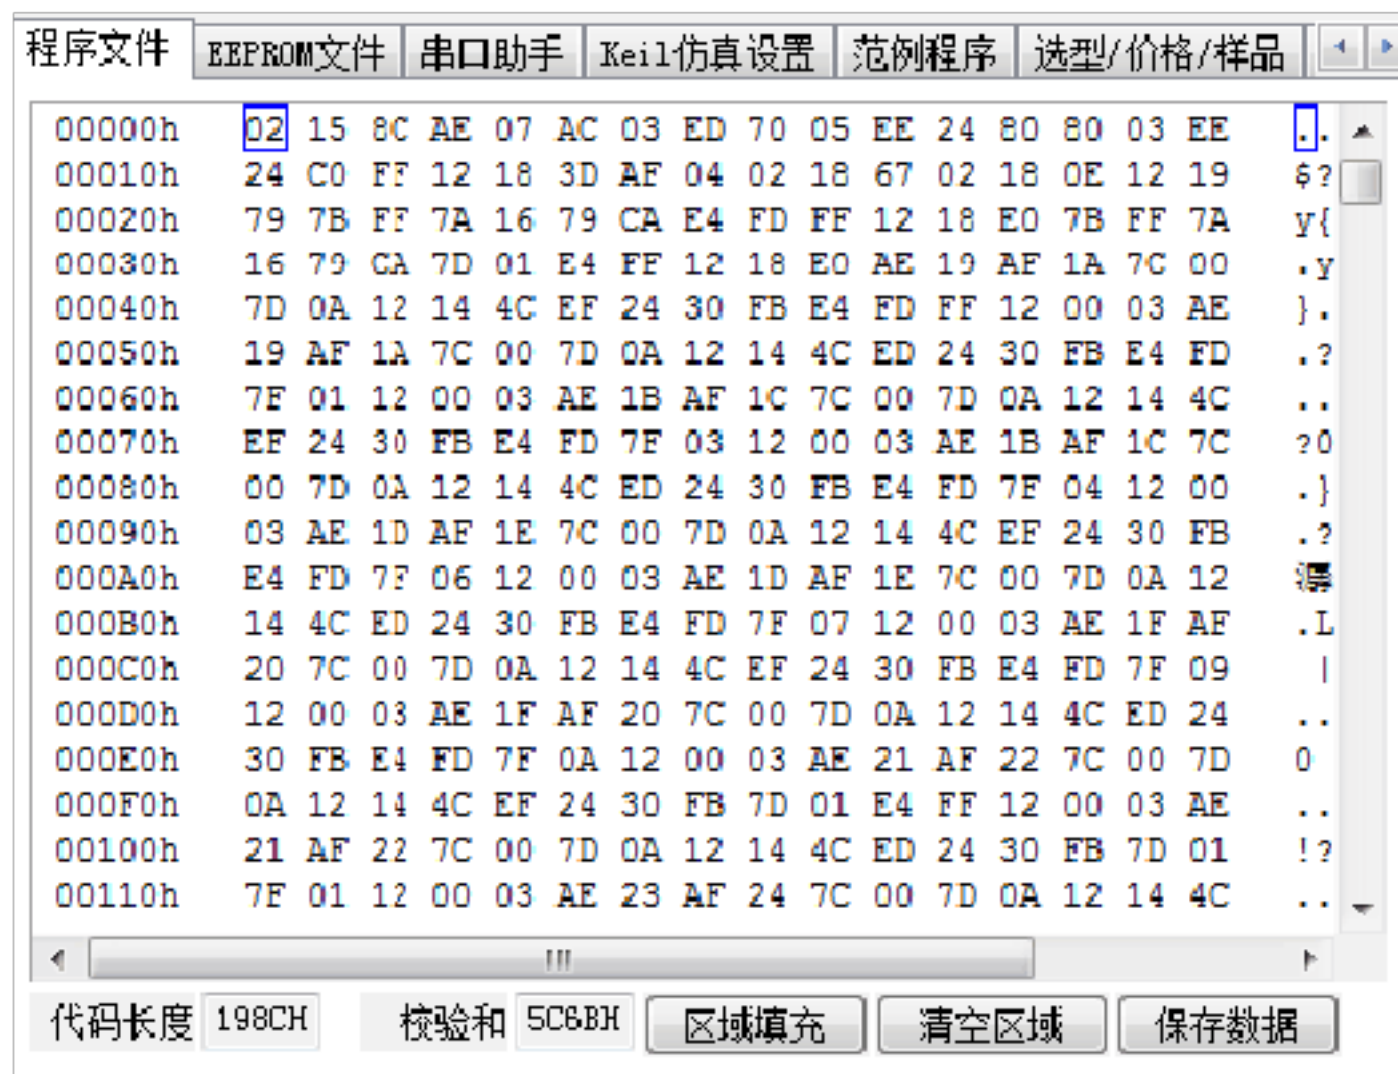 程序文件 EEPROM文件 串口助手 Keil仿真设置 范例程序 选型/价格/样品
00000h 02 15 8C AE 07 AC 03 ED 70 05 EE 24 80 80 03 EE ..
00010h 24 C0 FF 12 18 3D AF 04 02 18 67 02 18 0E 12 19 $?
00020h 79 7B FF 7A 16 79 CA E4 FD FF 12 18 E0 7B FF 7A y{
00030h 16 79 CA 7D 01 E4 FF 12 18 E0 AE 19 AF 1A 7C 00 .y
00040h 7D 0A 12 14 4C EF 24 30 FB E4 FD FF 12 00 03 AE }.
00050h 19 AF 1A 7C 00 7D 0A 12 14 4C ED 24 30 FB E4 FD .?
00060h 7F 01 12 00 03 AE 1B AF 1C 7C 00 7D 0A 12 14 4C ..
00070h EF 24 30 FB E4 FD 7F 03 12 00 03 AE 1B AF 1C 7C ?0
00080h 00 7D 0A 12 14 4C ED 24 30 FB E4 FD 7F 04 12 00 .}
00090h 03 AE 1D AF 1E 7C 00 7D 0A 12 14 4C EF 24 30 FB .?
000A0h E4 FD 7F 06 12 00 03 AE 1D AF 1E 7C 00 7D 0A 12
000B0h 14 4C ED 24 30 FB E4 FD 7F 07 12 00 03 AE 1F AF .L
000C0h 20 7C 00 7D 0A 12 14 4C EF 24 30 FB E4 FD 7F 09 |
000D0h 12 00 03 AE 1F AF 20 7C 00 7D 0A 12 14 4C ED 24 ..
000E0h 30 FB E4 FD 7F 0A 12 00 03 AE 21 AF 22 7C 00 7D 0
000F0h 0A 12 14 4C EF 24 30 FB 7D 01 E4 FF 12 00 03 AE ..
00100h 21 AF 22 7C 00 7D 0A 12 14 4C ED 24 30 FB 7D 01 !?
00110h 7F 01 12 00 03 AE 23 AF 24 7C 00 7D 0A 12 14 4C ..
代码长度 198CH 校验和 5C6BH 区域填充 清空区域 保存数据